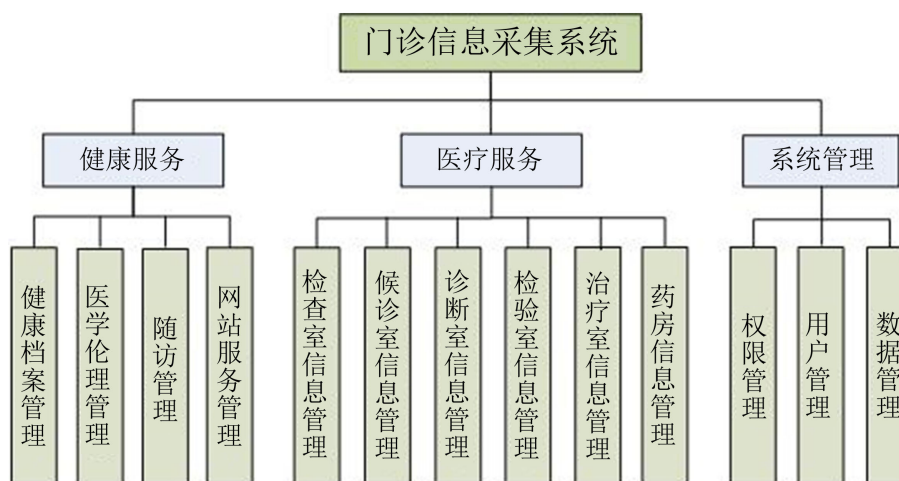 门诊信息采集系统
健康服务
医疗服务
系统管理
健康档案管理
医学伦理管理
随访管理
网站服务管理
检查室信息管理
候诊室信息管理
诊断室信息管理
检验室信息管理
治疗室信息管理
药房信息管理
权限管理
用户管理
数据管理